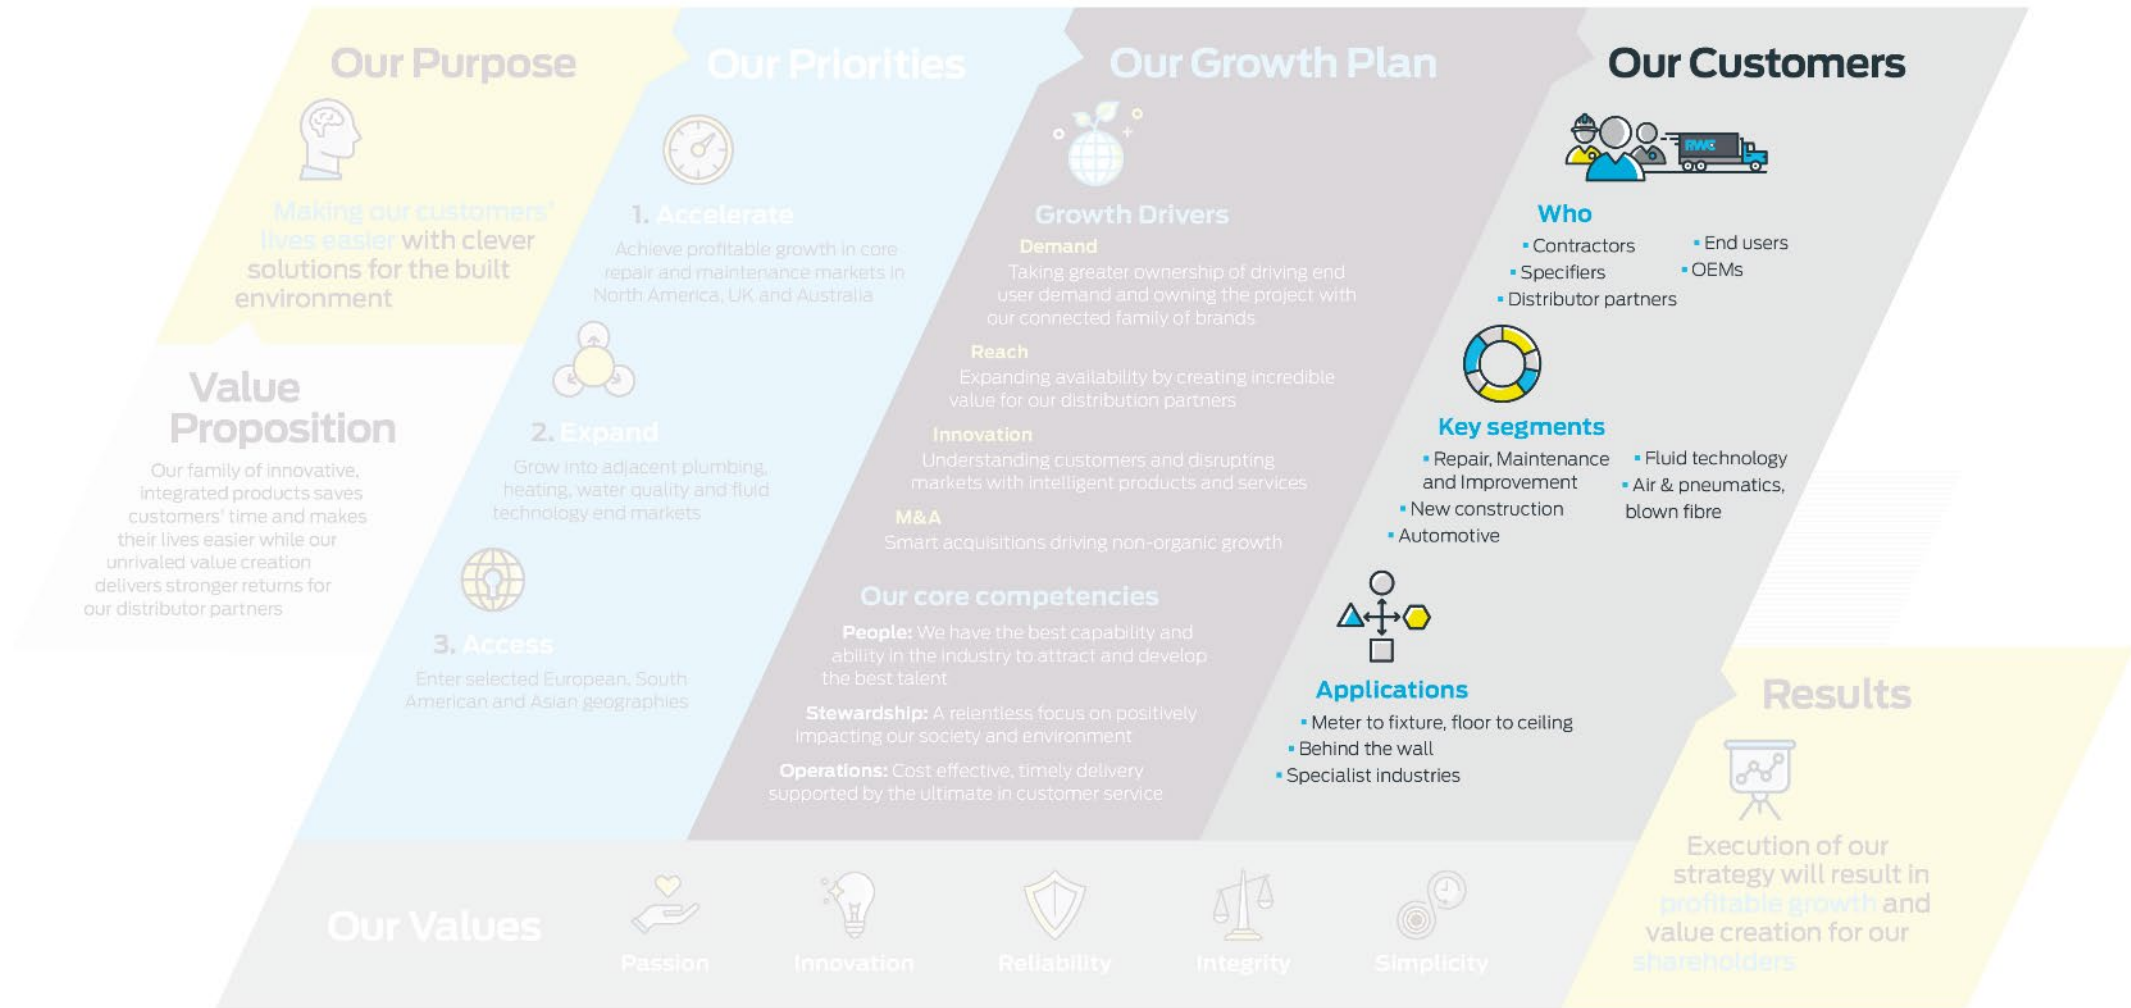 Our Purpose
Making our customers'
lives easier with clever
solutions for the built
environment
Value
Proposition
Our family of innovative,
integrated products saves
customers' time and makes
their lives easier while our
unrivaled value creation
delivers stronger returns for
our distributor partners
Our Priorities
1. Accelerate
Achieve profitable growth in core
repair and maintenance markets in
North America, UK and Australia
2. Expand
Grow into adjacent plumbing,
heating, water quality and fluid
technology end markets
3. Access
Enter selected European, South
American and Asian geographies
Our Growth Plan
Growth Drivers
Demand
Taking greater ownership of driving end
user demand and owning the project with
our connected family of brands
Reach
Expanding availability by creating incredible
value for our distribution partners
Innovation
Understanding customers and disrupting
markets with intelligent products and services
M&A
Smart acquisitions driving non-organic growth
Our core competencies
People: We have the best capability and
ability in the industry to attract and develop
the best talent
Stewardship: A relentless focus on positively
impacting our society and environment
Operations: Cost effective, timely delivery
supported by the ultimate in customer service
Our Customers
RWC
Who
▪ Contractors
▪ Specifiers
▪ Distributor partners
▪ End users
▪ OEMs
Key segments
▪ Repair, Maintenance
and Improvement
▪ New construction
▪ Automotive
▪ Fluid technology
▪ Air & pneumatics,
blown fibre
Applications
▪ Meter to fixture, floor to ceiling
▪ Behind the wall
▪ Specialist industries
Results
Execution of our
strategy will result in
profitable growth and
value creation for our
shareholders
Our Values
Passion
Innovation
Reliability
Integrity
Simplicity